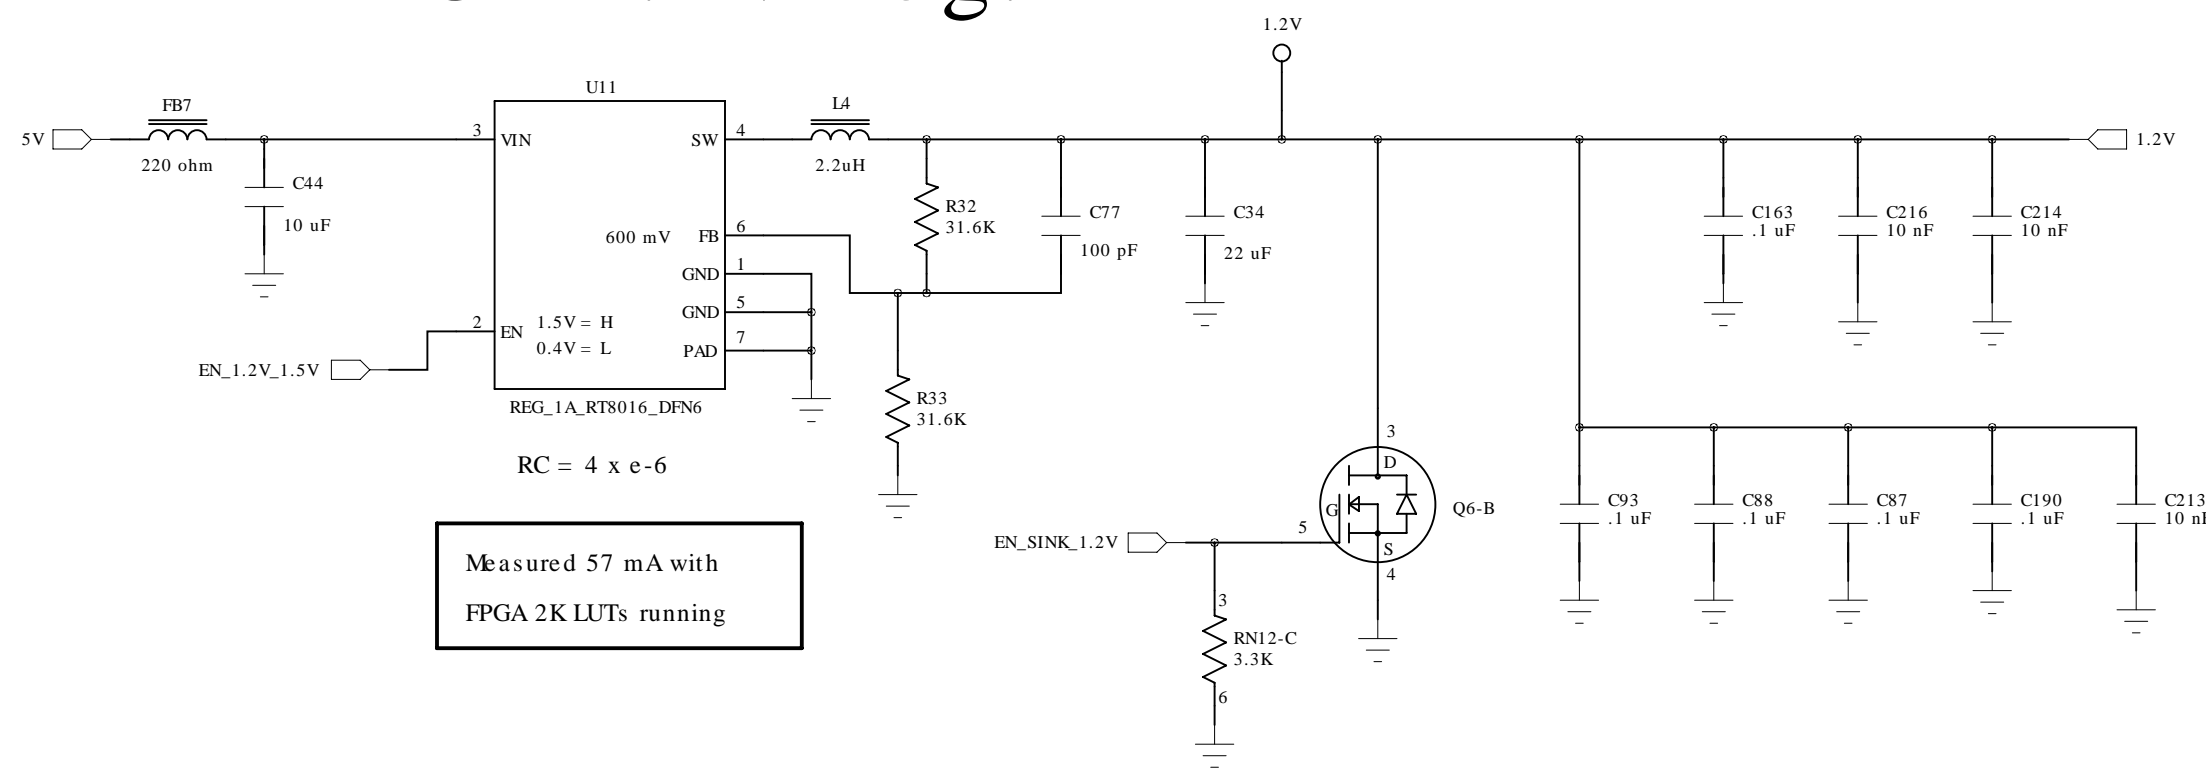 1.2V
U11
FB7
L4
5V
3
VIN
SW
4
1.2V
220 ohm
2.2uH
C44
10 uF
R32
31.6K
C77
100 pF
C34
22 uF
C163
.1 uF
C216
10 nF
C214
10 nF
600 mV
FB
6
GND
1
GND
5
2
EN
1.5V = H
0.4V = L
PAD
7
EN_1.2V_1.5V
REG_1A_RT8016_DFN6
R33
31.6K
RC = 4 x e-6
3
D
G
S
4
5
Q6-B
EN_SINK_1.2V
C93
.1 uF
C88
.1 uF
C87
.1 uF
C190
.1 uF
C213
10 n
Measured 57 mA with
FPGA 2K LUTs running
3
RN12-C
3.3K
6